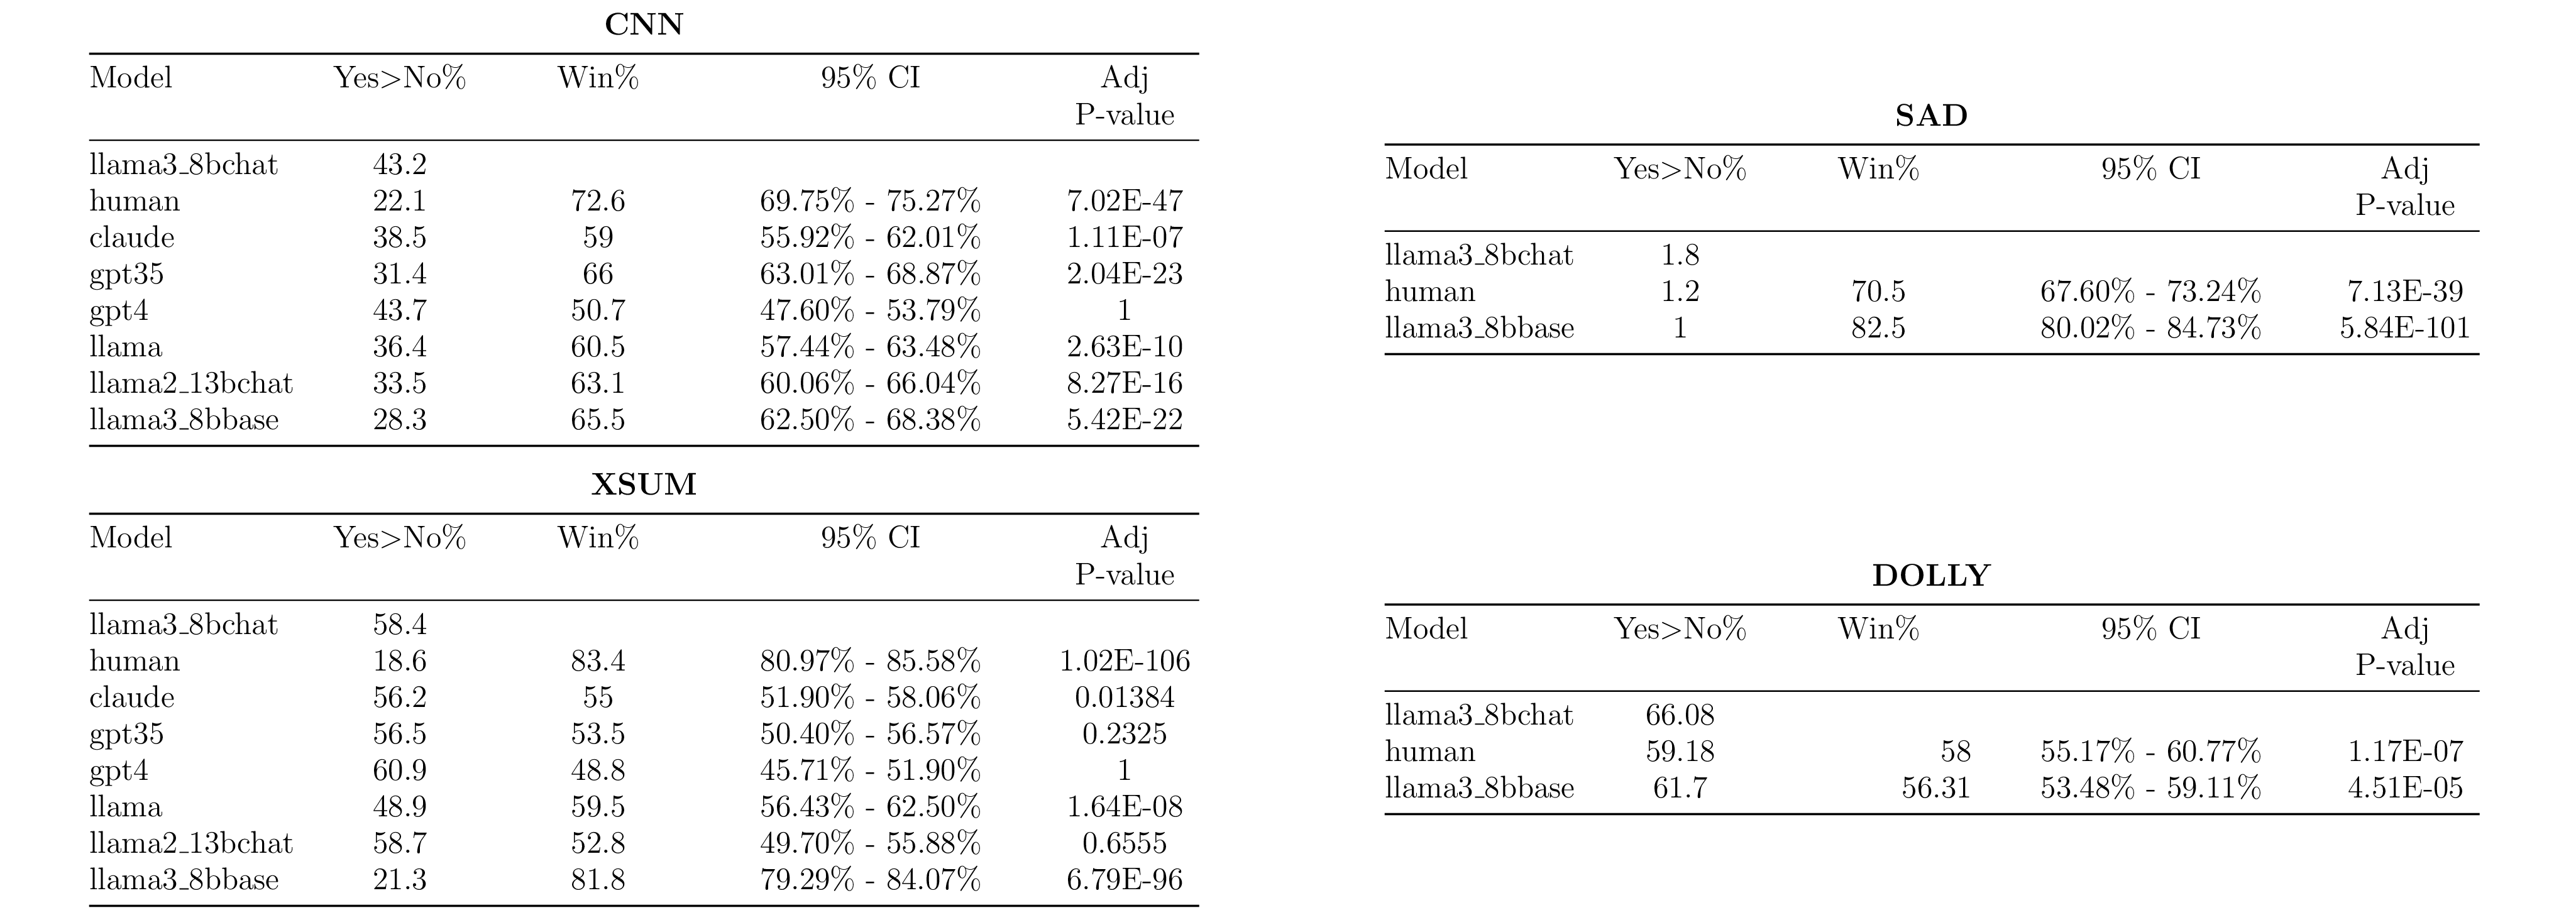 CNN
Model Yes>No% Win% 95% CI Adj
P-value
llama3_8bchat 43.2
human 22.1 72.6 69.75% - 75.27% 7.02E-47
claude 38.5 59 55.92% - 62.01% 1.11E-07
gpt35 31.4 66 63.01% - 68.87% 2.04E-23
gpt4 43.7 50.7 47.60% - 53.79% 1
llama 36.4 60.5 57.44% - 63.48% 2.63E-10
llama2_13bchat 33.5 63.1 60.06% - 66.04% 8.27E-16
llama3_8bbase 28.3 65.5 62.50% - 68.38% 5.42E-22
XSUM
Model Yes>No% Win% 95% CI Adj
P-value
llama3_8bchat 58.4
human 18.6 83.4 80.97% - 85.58% 1.02E-106
claude 56.2 55 51.90% - 58.06% 0.01384
gpt35 56.5 53.5 50.40% - 56.57% 0.2325
gpt4 60.9 48.8 45.71% - 51.90% 1
llama 48.9 59.5 56.43% - 62.50% 1.64E-08
llama2_13bchat 58.7 52.8 49.70% - 55.88% 0.6555
llama3_8bbase 21.3 81.8 79.29% - 84.07% 6.79E-96
SAD
Model Yes>No% Win% 95% CI Adj
P-value
llama3_8bchat 1.8
human 1.2 70.5 67.60% - 73.24% 7.13E-39
llama3_8bbase 1 82.5 80.02% - 84.73% 5.84E-101
DOLLY
Model Yes>No% Win% 95% CI Adj
P-value
llama3_8bchat 66.08
human 59.18 58 55.17% - 60.77% 1.17E-07
llama3_8bbase 61.7 56.31 53.48% - 59.11% 4.51E-05